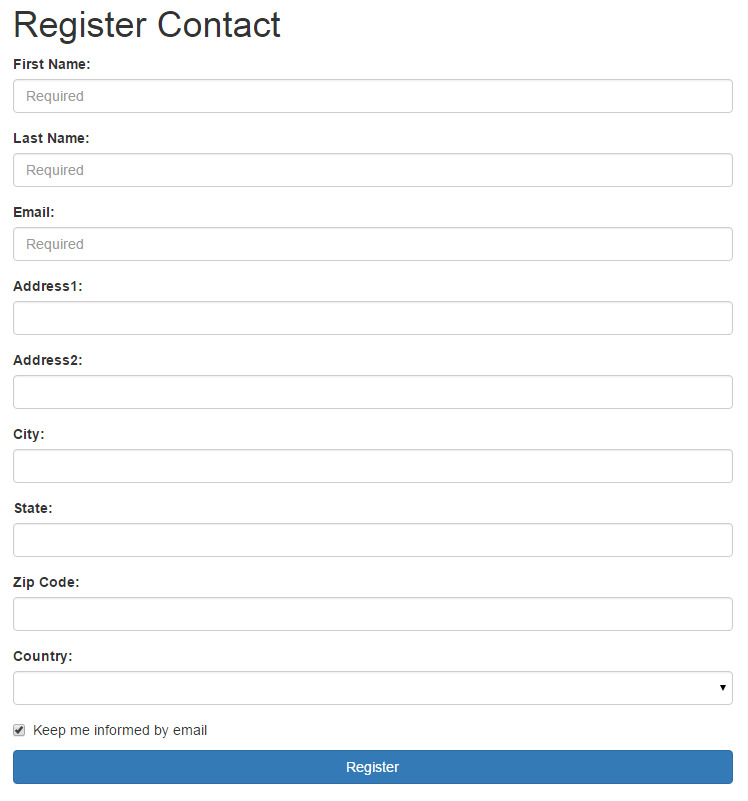 Register Contact
First Name:
Required
Last Name:
Required
Email:
Required
Address1:
Address2:
City:
State:
Zip Code:
Country:
Keep me informed by email
Register